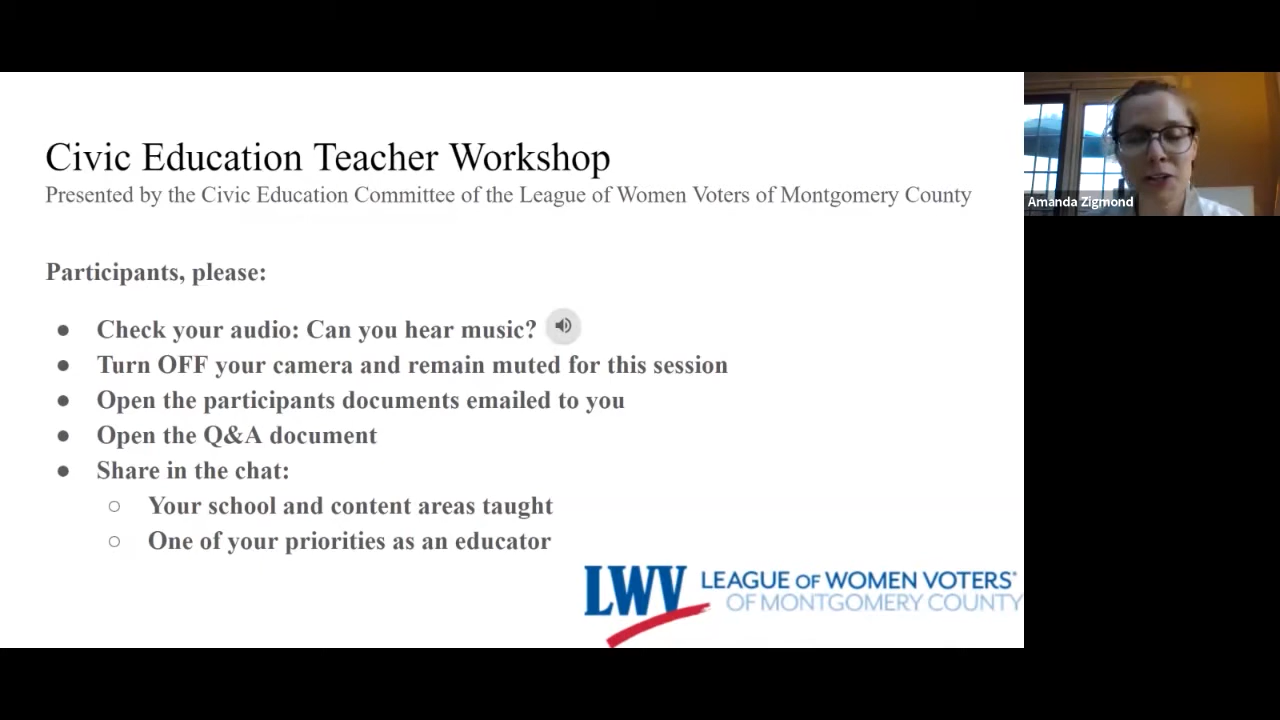 Civic Education Teacher Workshop
Presented by the Civic Education Committee of the League of Women Voters of Montgomery County
Participants, please:
● Check your audio: Can you hear music?
● Turn OFF your camera and remain muted for this session
● Open the participants documents emailed to you
● Open the Q&A document
● Share in the chat:
○ Your school and content areas taught
○ One of your priorities as an educator
LWV LEAGUE OF WOMEN VOTERS®
OF MONTGOMERY COUNTY
Amanda Zigmond